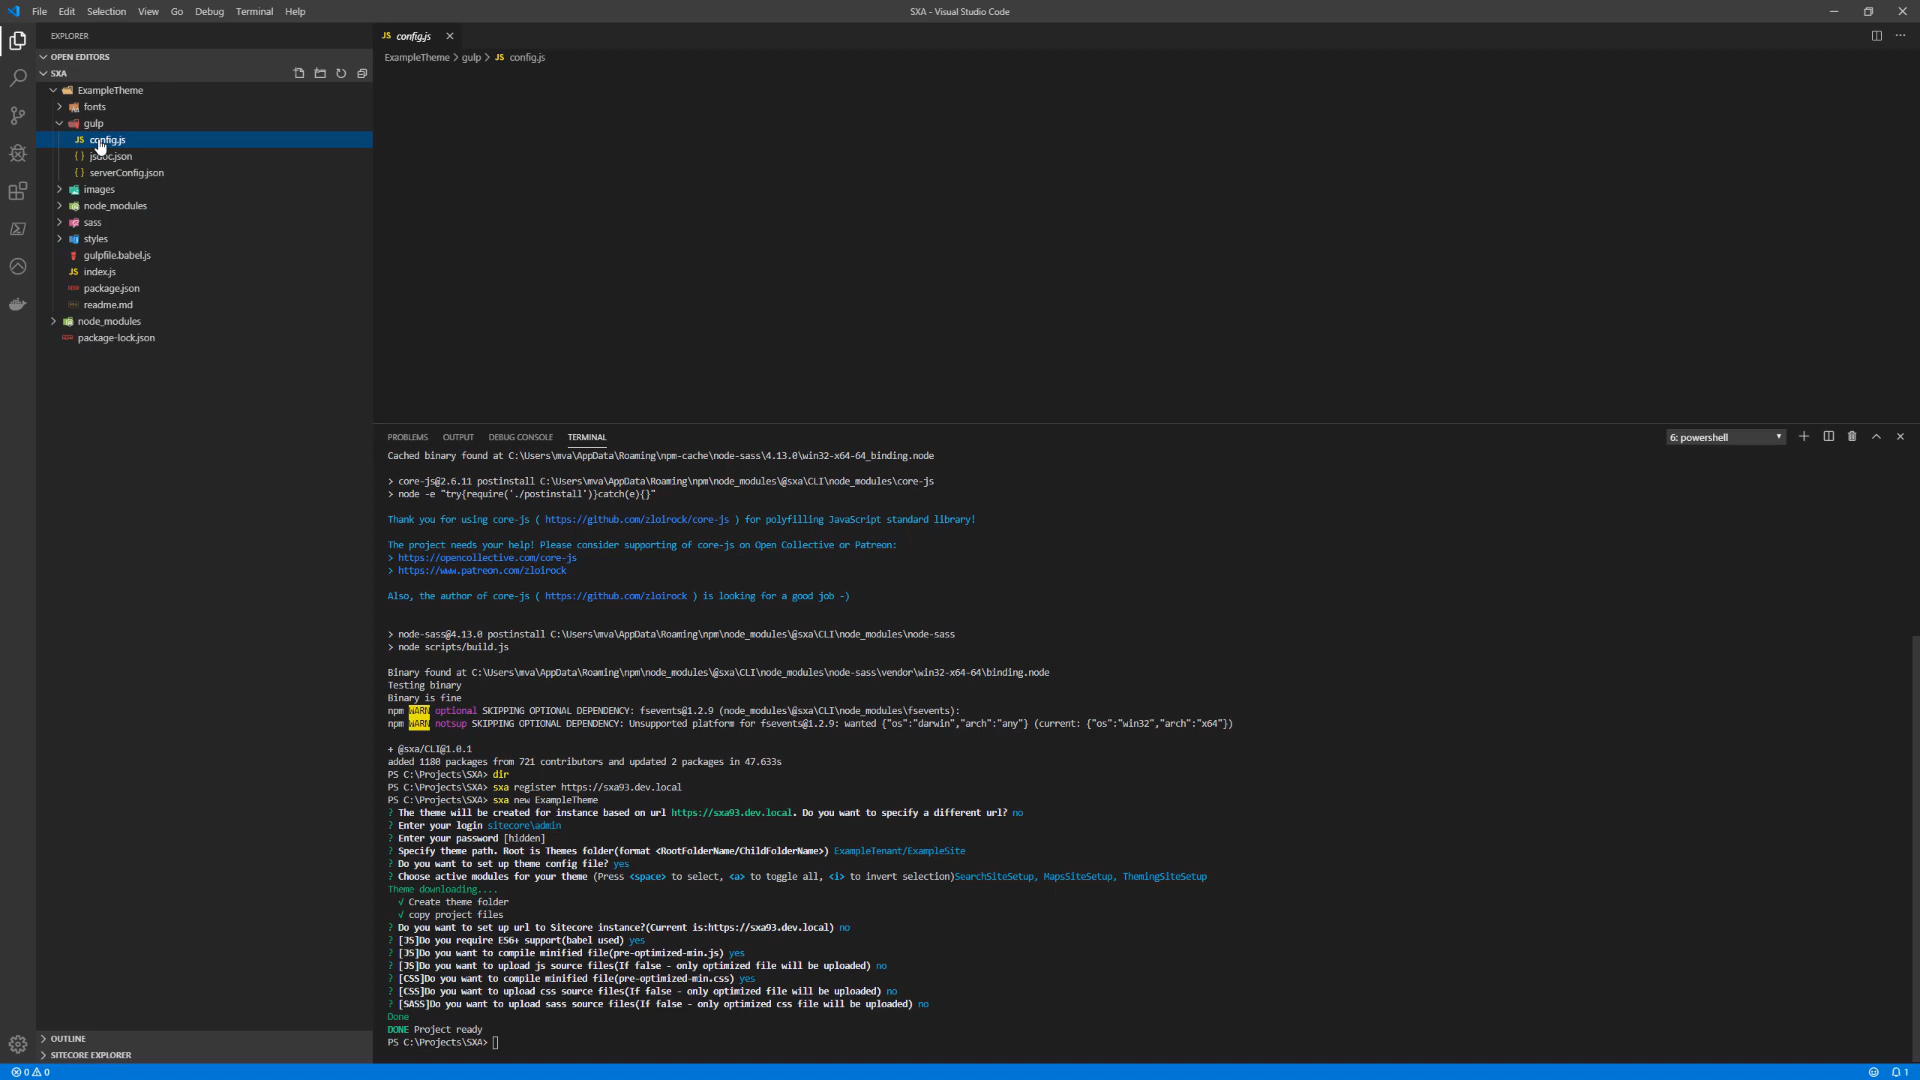 File Edit Selection View Go Debug Terminal Help
SXA - Visual Studio Code
EXPLORER
OPEN EDITORS
SXA
ExampleTheme
fonts
gulp
JS config.js
{} jsdoc.json
{} serverConfig.json
images
node_modules
sass
styles
gulpfile.babel.js
JS index.js
package.json
readme.md
node_modules
package-lock.json
OUTLINE
SITECORE EXPLORER
JS config.js
ExampleTheme > gulp > JS config.js
PROBLEMS OUTPUT DEBUG CONSOLE TERMINAL
6: powershell
Cached binary found at C:\Users\mva\AppData\Roaming\npm-cache\node-sass\4.13.0\win32-x64-64_binding.node
> core-js@2.6.11 postinstall C:\Users\mva\AppData\Roaming\npm\node_modules\@sxa\CLI\node_modules\core-js
> node -e "try{require('./postinstall')}catch(e){}"
Thank you for using core-js ( https://github.com/zloirock/core-js ) for polyfilling JavaScript standard library!
The project needs your help! Please consider supporting of core-js on Open Collective or Patreon:
> https://opencollective.com/core-js
> https://www.patreon.com/zloirock
Also, the author of core-js ( https://github.com/zloirock ) is looking for a good job -)
> node-sass@4.13.0 postinstall C:\Users\mva\AppData\Roaming\npm\node_modules\@sxa\CLI\node_modules\node-sass
> node scripts/build.js
Binary found at C:\Users\mva\AppData\Roaming\npm\node_modules\@sxa\CLI\node_modules\node-sass\vendor\win32-x64-64\binding.node
Testing binary
Binary is fine
npm WARN optional SKIPPING OPTIONAL DEPENDENCY: fsevents@1.2.9 (node_modules\@sxa\CLI\node_modules\fsevents):
npm WARN notsup SKIPPING OPTIONAL DEPENDENCY: Unsupported platform for fsevents@1.2.9: wanted {"os":"darwin","arch":"any"} (current: {"os":"win32","arch":"x64"})
+ @sxa/CLI@1.0.1
added 1180 packages from 721 contributors and updated 2 packages in 47.633s
PS C:\Projects\SXA> dir
PS C:\Projects\SXA> sxa register https://sxa93.dev.local
PS C:\Projects\SXA> sxa new ExampleTheme
? The theme will be created for instance based on url https://sxa93.dev.local. Do you want to specify a different url? no
? Enter your login sitecore\admin
? Enter your password [hidden]
? Specify theme path. Root is Themes folder(format <RootFolderName/ChildFolderName>) ExampleTenant/ExampleSite
? Do you want to set up theme config file? yes
? Choose active modules for your theme (Press <space> to select, <a> to toggle all, <i> to invert selection)SearchSiteSetup, MapsSiteSetup, ThemingSiteSetup
Theme downloading....
√ Create theme folder
√ copy project files
? Do you want to set up url to Sitecore instance?(Current is:https://sxa93.dev.local) no
? [JS]Do you require ES6+ support(babel used) yes
? [JS]Do you want to compile minified file(pre-optimized-min.js) yes
? [JS]Do you want to upload js source files(If false - only optimized file will be uploaded) no
? [CSS]Do you want to compile minified file(pre-optimized-min.css) yes
? [CSS]Do you want to upload css source files(If false - only optimized file will be uploaded) no
? [SASS]Do you want to upload sass source files(If false - only optimized css file will be uploaded) no
Done
DONE Project ready
PS C:\Projects\SXA>
0 0
1